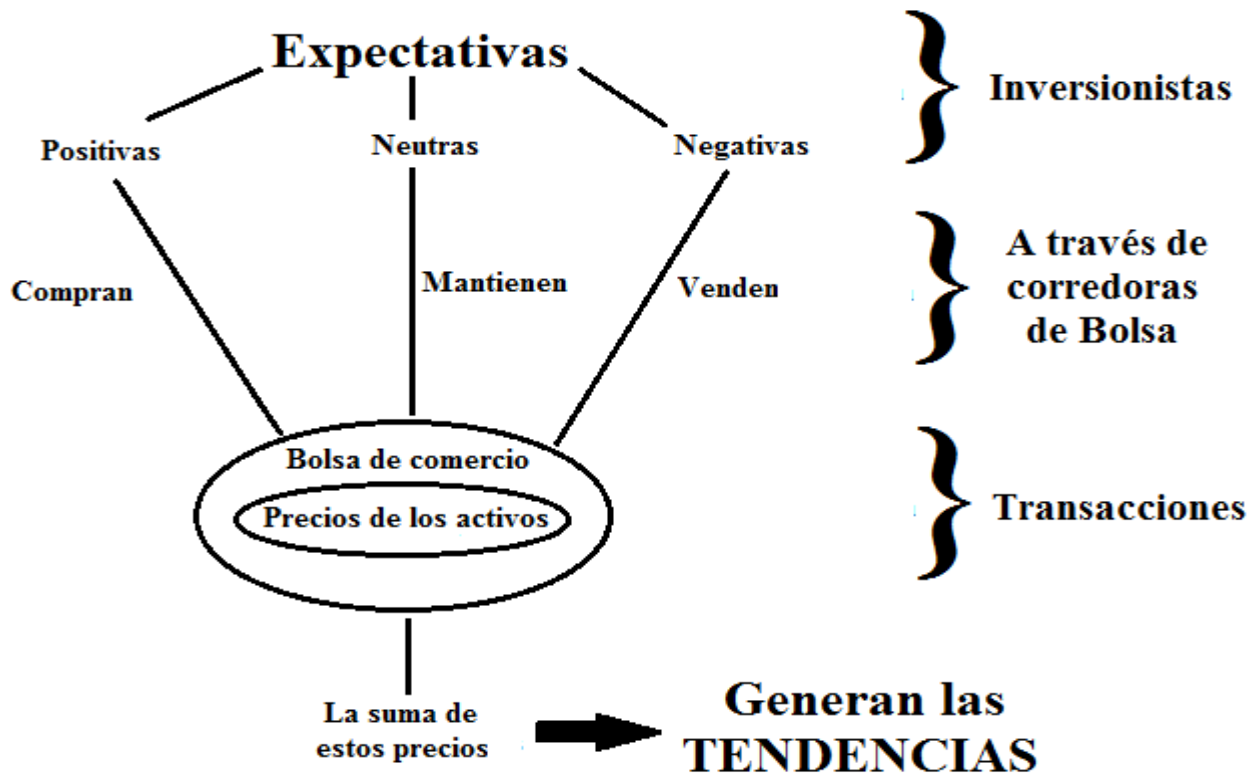 Expectativas
Inversionistas
Positivas
Neutras
Negativas
A través de
corredoras
de Bolsa
Compran
Mantienen
Venden
Bolsa de comercio
Precios de los activos
Transacciones
La suma de
estos precios
Generan las
TENDENCIAS